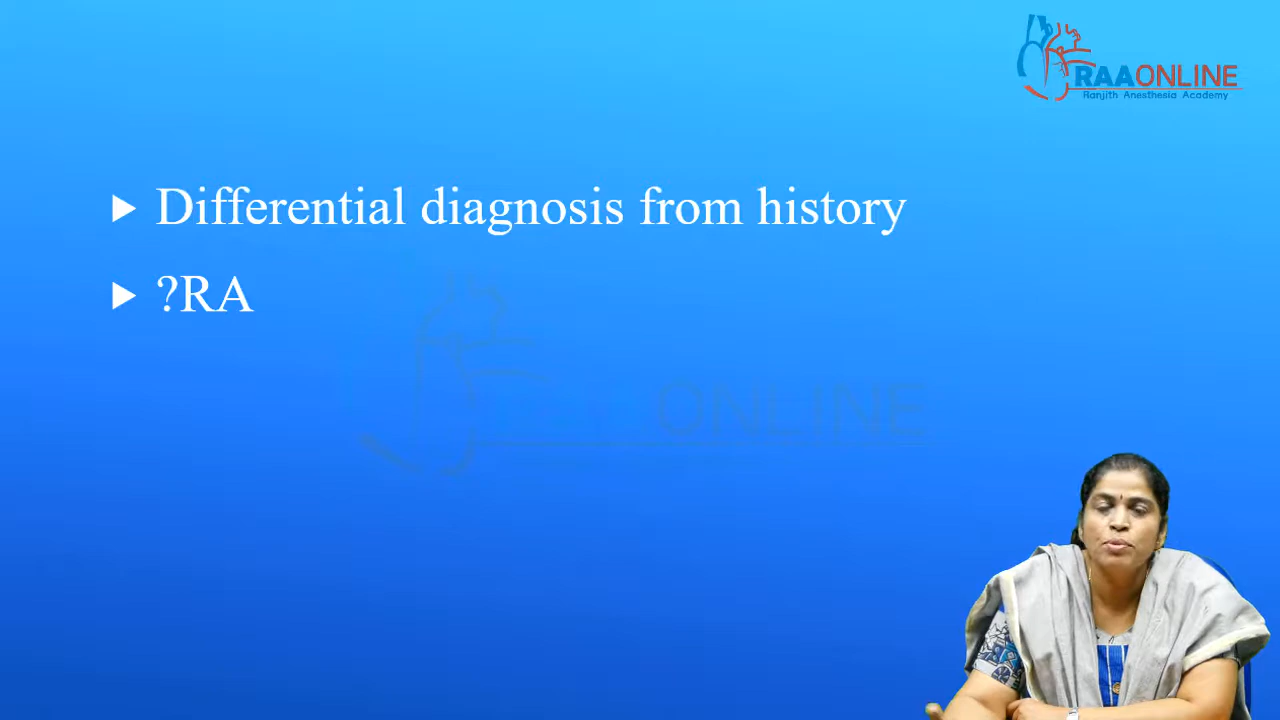 RAAONLINE
Ranjith Anesthesia Academy
Differential diagnosis from history
?RA
ONLINE